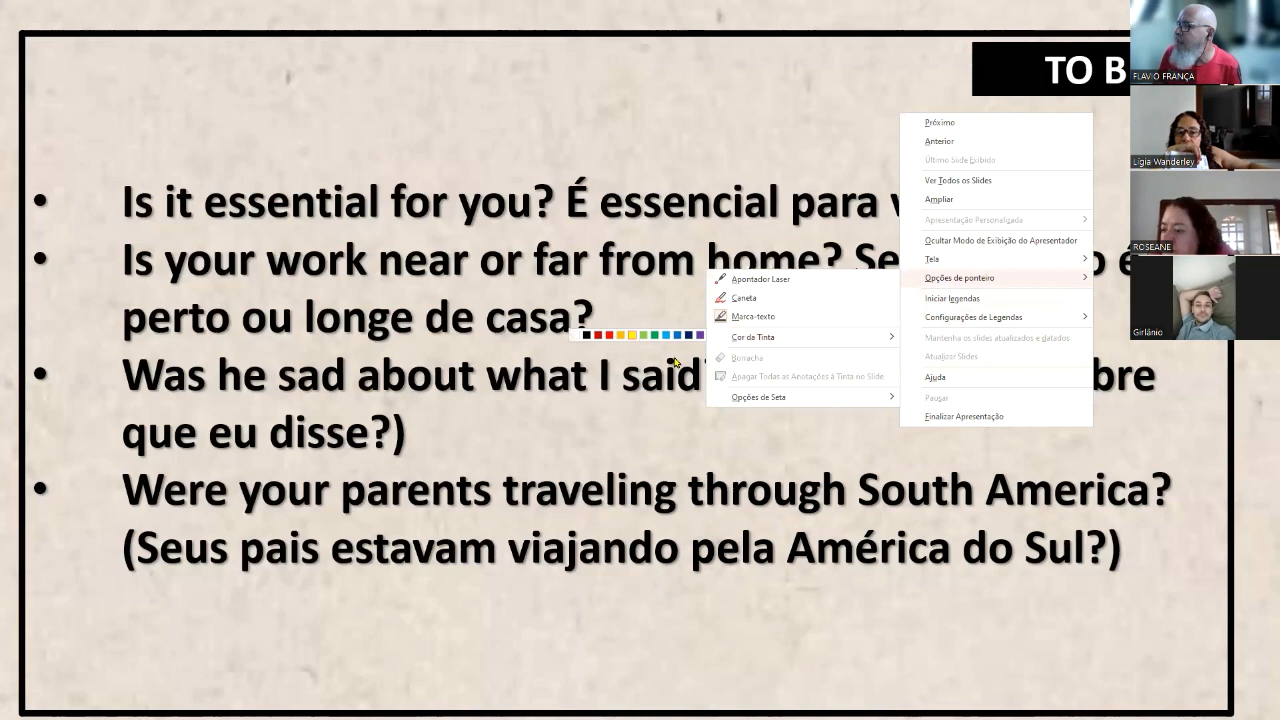 TO B
FLAVIO FRANÇA
Lígia Wanderley
ROSEANE
Girlânio
Is it essential for you? É essencial para v
Is your work near or far from home? Se
perto ou longe de casa?
Was he sad about what I said? bre
que eu disse?)
Were your parents traveling through South America?
(Seus pais estavam viajando pela América do Sul?)
Próximo
Anterior
Último Slide Exibido
Ver Todos os Slides
Ampliar
Apresentação Personalizada
Ocultar Modo de Exibição do Apresentador
Tela
Opções de ponteiro
Iniciar legendas
Configurações de Legendas
Mantenha os slides atualizados e datados
Atualizar Slides
Ajuda
Pausar
Finalizar Apresentação
Apontador Laser
Caneta
Marca-texto
Cor da Tinta
Borracha
Apagar Todas as Anotações à Tinta no Slide
Opções de Seta